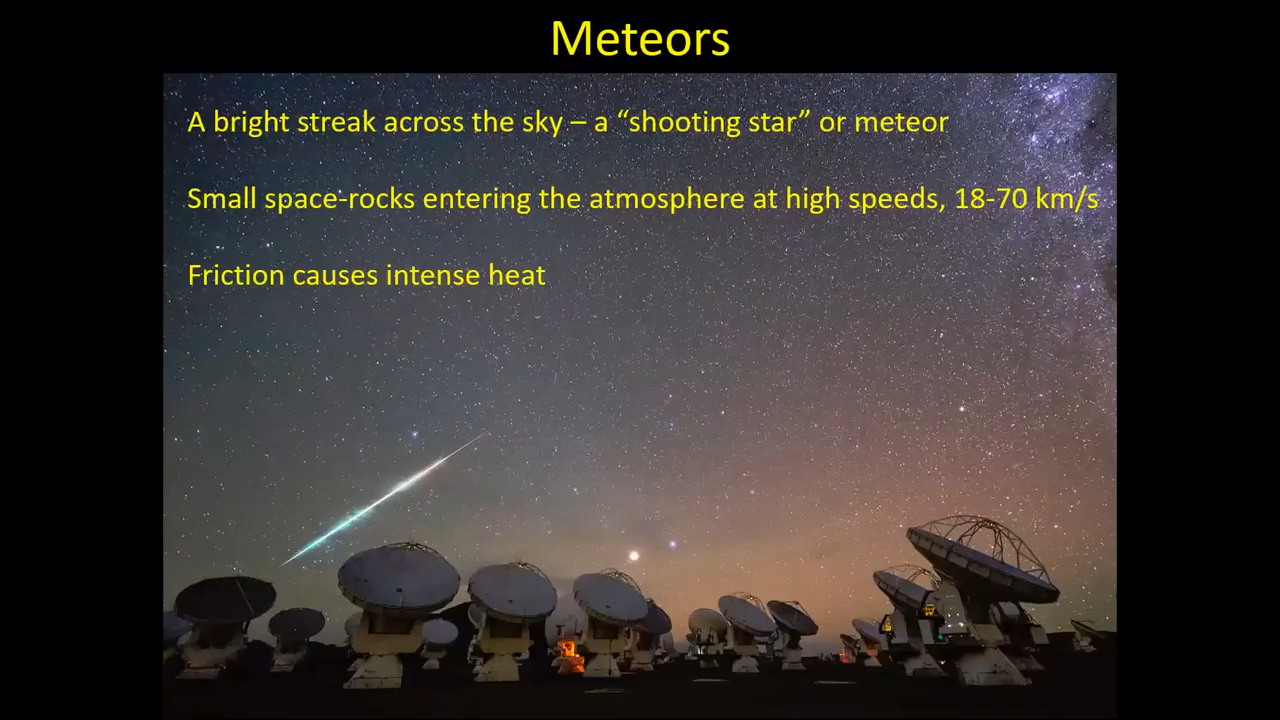 Meteors
A bright streak across the sky – a “shooting star” or meteor
Small space-rocks entering the atmosphere at high speeds, 18-70 km/s
Friction causes intense heat